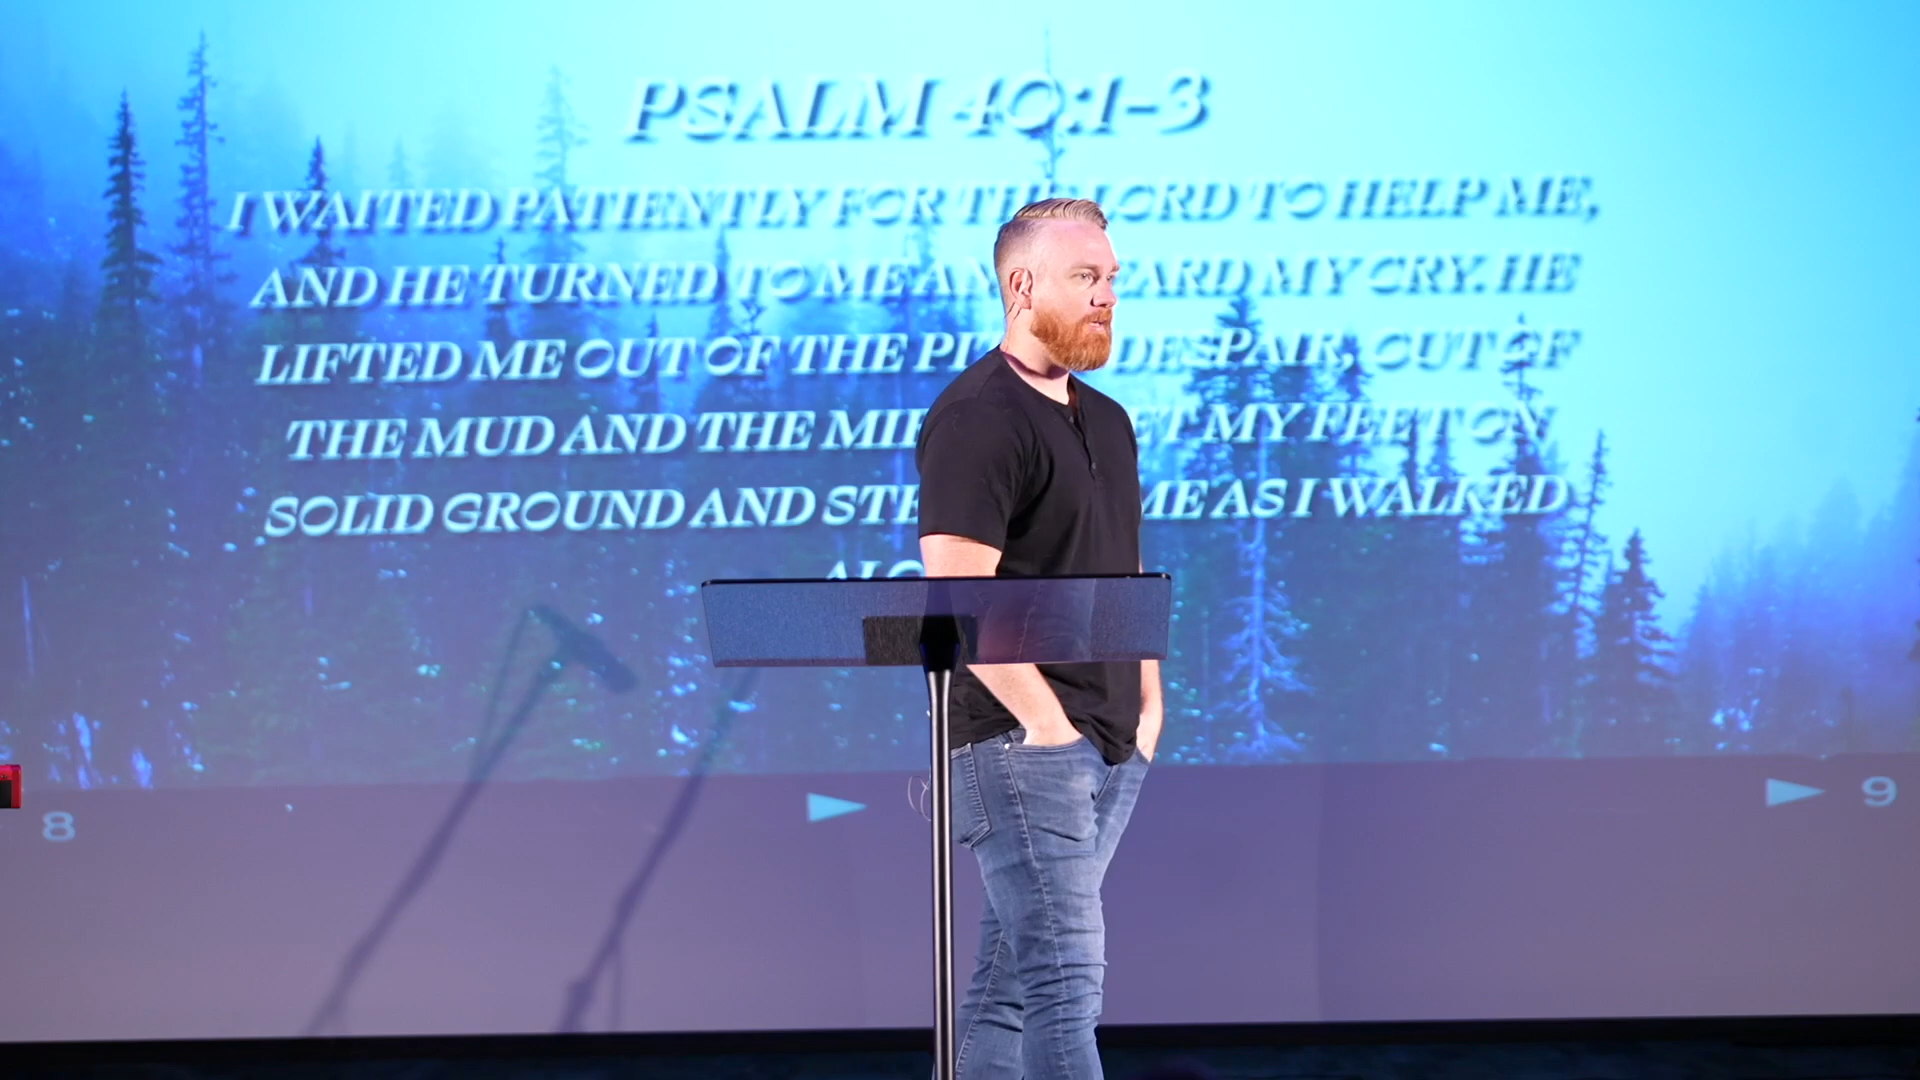 PSALM 40:1-3
I WAITED PATIENTLY FOR THE LORD TO HELP ME,
AND HE TURNED TO ME AN EARD MY CRY. HE
LIFTED ME OUT OF THE PIT DESPAIR, OUT OF
THE MUD AND THE MI ET MY FEET ON
SOLID GROUND AND STE ME AS I WALKED
8 9